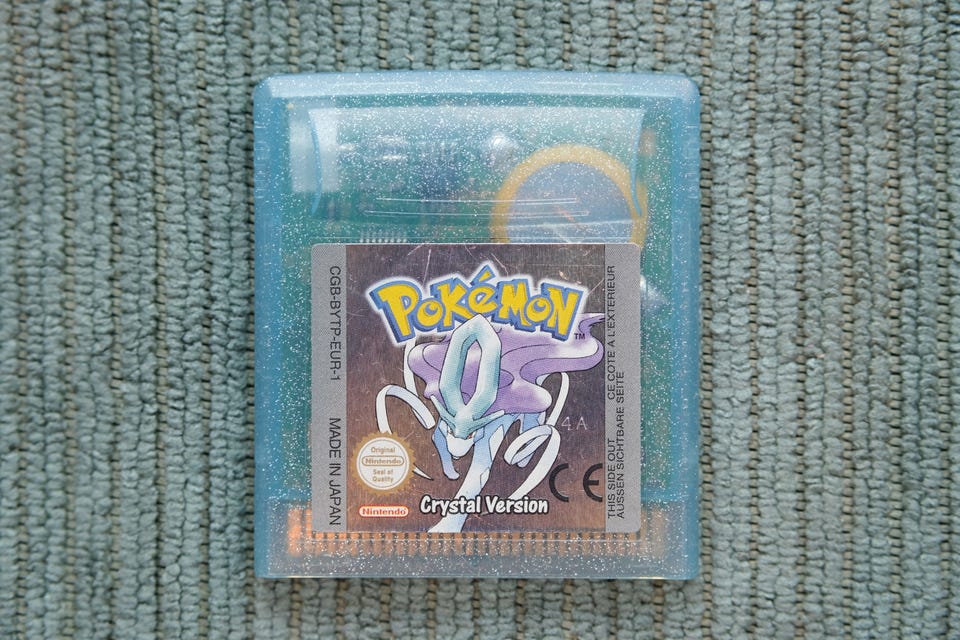 POKéMON
TM
CGB-BYTP-EUR-1 MADE IN JAPAN
THIS SIDE OUT CE COTE A L'EXTERIEUR
AUSSEN SICHTBARE SEITE
4A
Original
Nintendo
Seal of
Quality
CE
Nintendo
Crystal Version